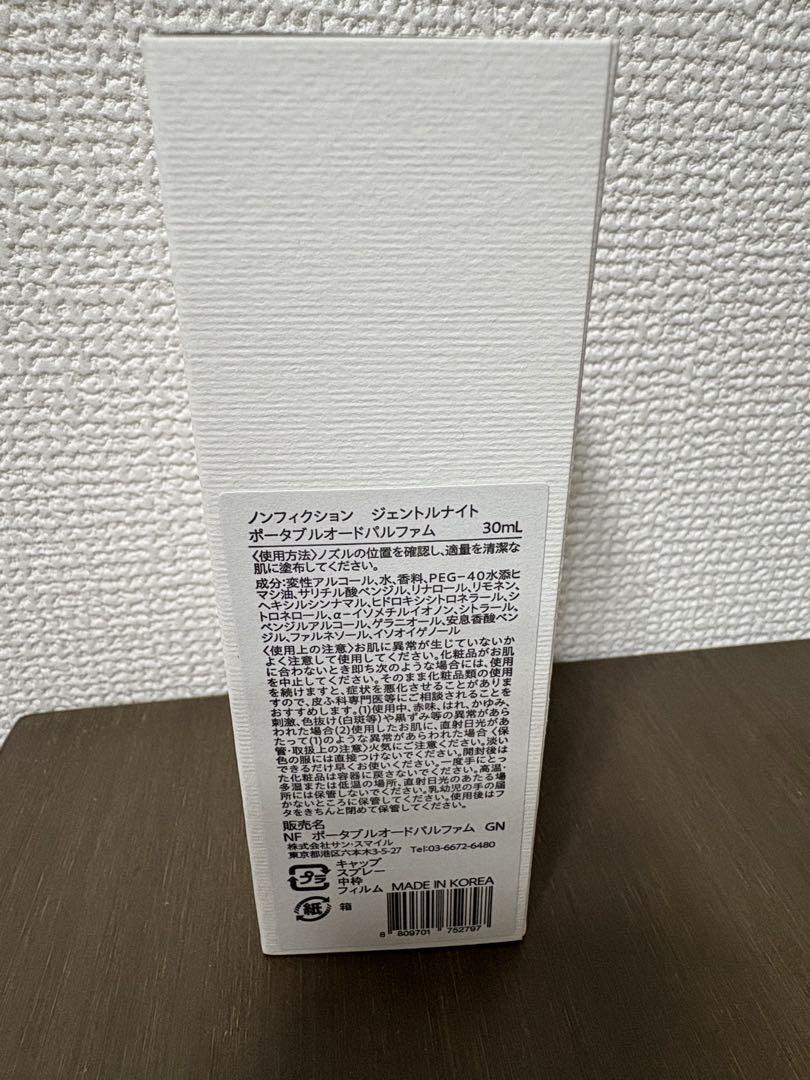 ノンフィクション　ジェントルナイト
ポータブルオードパルファム　30mL
〈使用方法〉ノズルの位置を確認し、適量を清潔な
肌に塗布してください。
成分:変性アルコール、水、香料、PEG-40水添ヒ
マシ油、サリチル酸ベンジル、リナロール、リモネン、
ヘキシルシンナマル、ヒドロキシシトロネラール、シ
トロネロール、α-イソメチルイオノン、シトラール、
ベンジルアルコール、ゲラニオール、安息香酸ベン
ジル、ファルネソール、イソオイゲノール
〈使用上の注意〉お肌に異常が生じていないか
よく注意して使用してください。化粧品がお肌
に合わないとき即ち次のような場合には、使用
を中止してください。そのまま化粧品類の使用
を続けますと、症状を悪化させることがありま
すので、皮ふ科専門医等にご相談されることを
おすすめします。(1)使用中、赤味、はれ、かゆみ、
刺激、色抜け(白斑等)や黒ずみ等の異常があら
われた場合(2)使用したお肌に、直射日光があ
たって(1)のような異常があらわれた場合〈保
管・取扱上の注意〉火気にご注意ください。淡い
色の服には直接つけないでください。開封後は
できるだけ早くお使いください。一度手にとっ
た化粧品は容器に戻さないでください。高温・
多湿または低温の場所、直射日光のあたる場
所には保管しないでください。乳幼児の手の届
かないところに保管してください。使用後はフ
タをきちんと閉めて保管してください。
販売名
NF　ポータブルオードパルファム　GN
株式会社サン・スマイル
東京都港区六本木3-5-27　Tel:03-6672-6480
プラ
キャップ
スプレー
中枠
フィルム
MADE IN KOREA
紙 箱
8 809701 752797